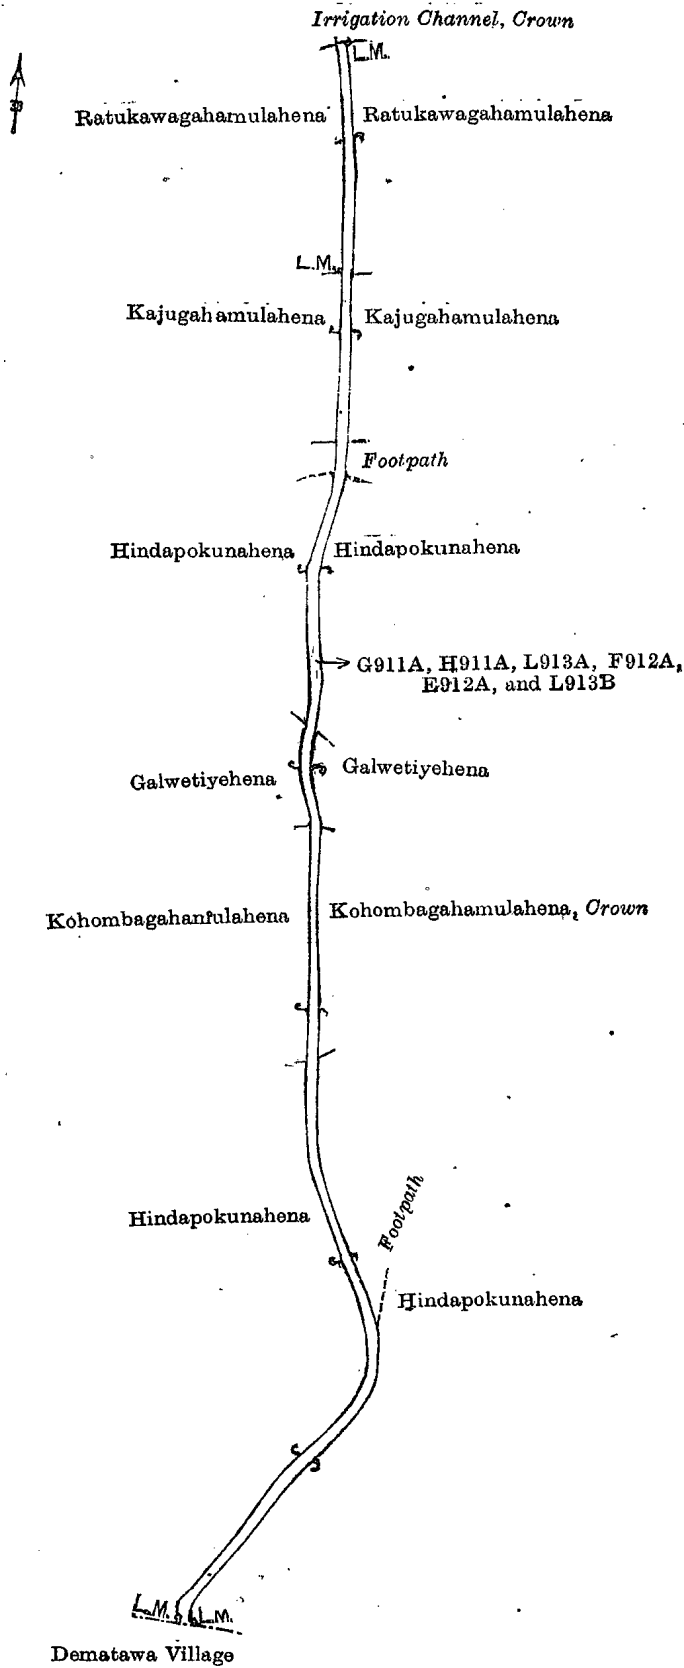 Irrigation Channel, Crown
L.M.
Ratukawagahamulahena
Ratukawagahamulahena
L.M.
Kajugahamulahena
Kajugahamulahena
Footpath
Hindapokunahena
Hindapokunahena
G911A, H911A, L913A, F912A,
E912A, and L913B
Galwetiyehena
Galwetiyehena
Kohombagahamulahena
Kohombagahamulahena, Crown
Hindapokunahena
Footpath
Hindapokunahena
L.M.
L.M.
Dematawa Village